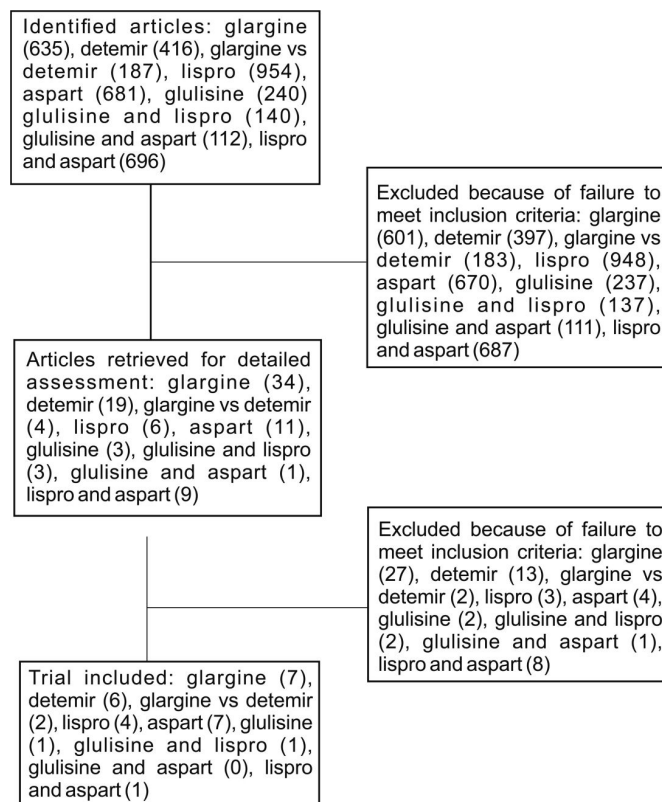 Identified articles: glargine
(635), detemir (416), glargine vs
detemir (187), lispro (954),
aspart (681), glulisine (240)
glulisine and lispro (140),
glulisine and aspart (112), lispro
and aspart (696)
Excluded because of failure to
meet inclusion criteria: glargine
(601), detemir (397), glargine vs
detemir (183), lispro (948),
aspart (670), glulisine (237),
glulisine and lispro (137),
glulisine and aspart (111), lispro
and aspart (687)
Articles retrieved for detailed
assessment: glargine (34),
detemir (19), glargine vs detemir
(4), lispro (6), aspart (11),
glulisine (3), glulisine and lispro
(3), glulisine and aspart (1),
lispro and aspart (9)
Excluded because of failure to
meet inclusion criteria: glargine
(27), detemir (13), glargine vs
detemir (2), lispro (3), aspart (4),
glulisine (2), glulisine and lispro
(2), glulisine and aspart (1),
lispro and aspart (8)
Trial included: glargine (7),
detemir (6), glargine vs detemir
(2), lispro (4), aspart (7), glulisine
(1), glulisine and lispro (1),
glulisine and aspart (0), lispro
and aspart (1)